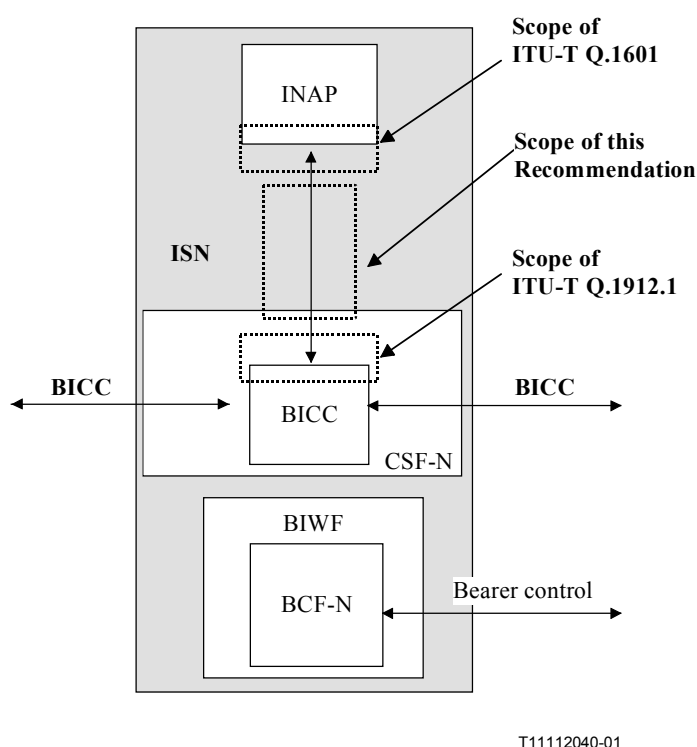 Scope of
ITU-T Q.1601
INAP
Scope of this
Recommendation
ISN
Scope of
ITU-T Q.1912.1
BICC
BICC
BICC
CSF-N
BIWF
BCF-N
Bearer control
T11112040-01